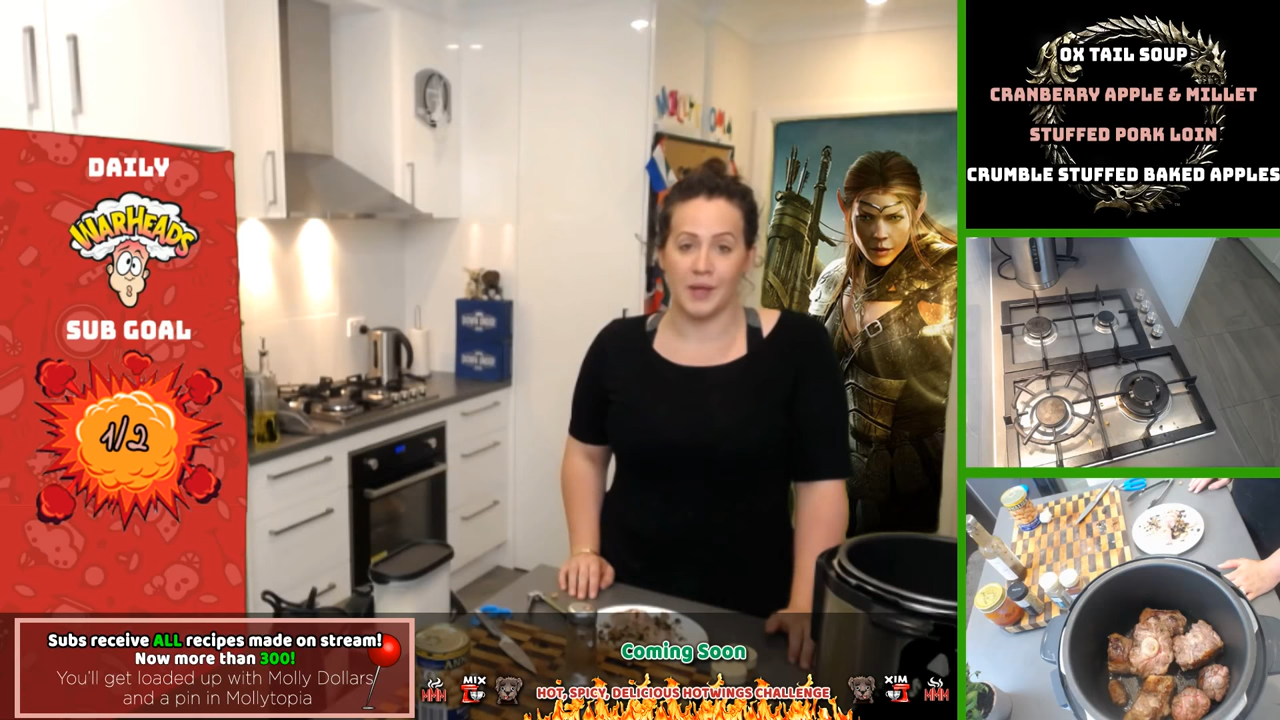 DAILY
WARHEADS
SUB GOAL
1/2
Subs receive ALL recipes made on stream!
Now more than 300!
You'll get loaded up with Molly Dollars
and a pin in Mollytopia
Coming Soon
MIX
HOT, SPICY, DELICIOUS HOTWINGS CHALLENGE
XIM
OX TAIL SOUP
CRANBERRY APPLE & MILLET
STUFFED PORK LOIN
CRUMBLE STUFFED BAKED APPLES